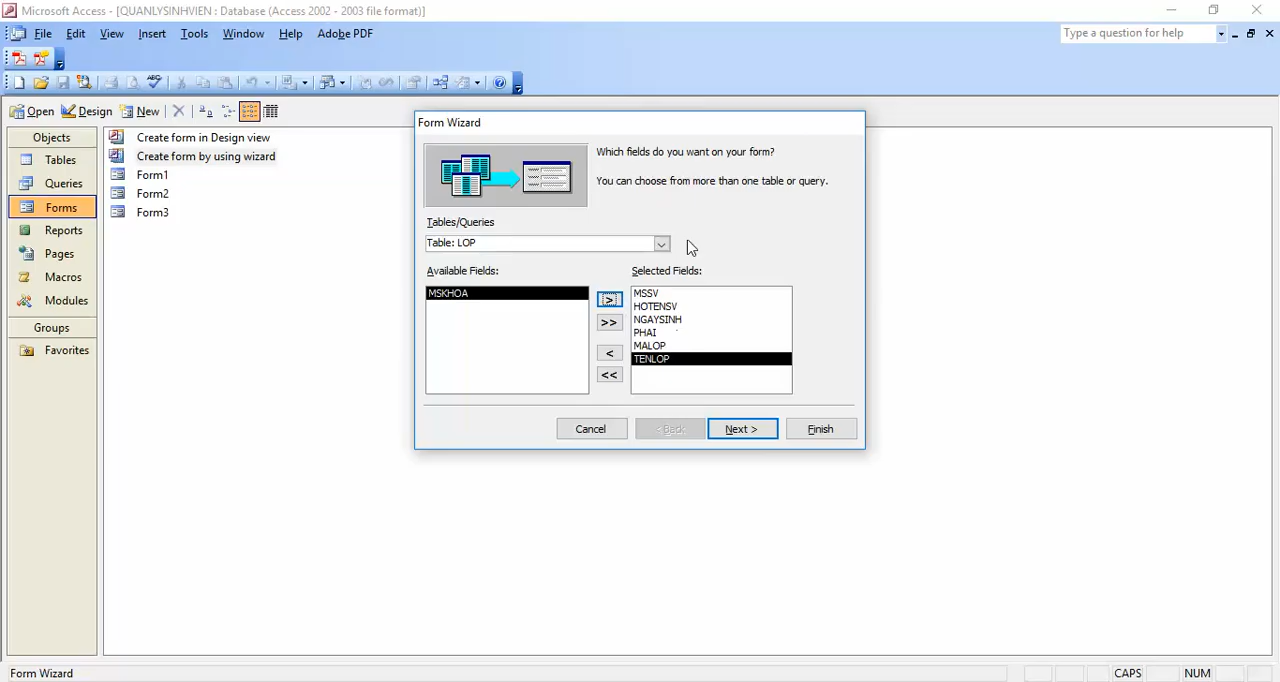 Microsoft Access - [QUANLYSINHVIEN : Database (Access 2002 - 2003 file format)]
File Edit View Insert Tools Window Help Adobe PDF
Type a question for help
Open Design New
Objects
Tables
Queries
Forms
Reports
Pages
Macros
Modules
Groups
Favorites
Create form in Design view
Create form by using wizard
Form1
Form2
Form3
Form Wizard
Which fields do you want on your form?
You can choose from more than one table or query.
Tables/Queries
Table: LOP
Available Fields:
MSKHOA
>
>>
<
<<
Selected Fields:
MSSV
HOTENSV
NGAYSINH
PHAI
MALOP
TENLOP
Cancel
< Back
Next >
Finish
Form Wizard
CAPS NUM